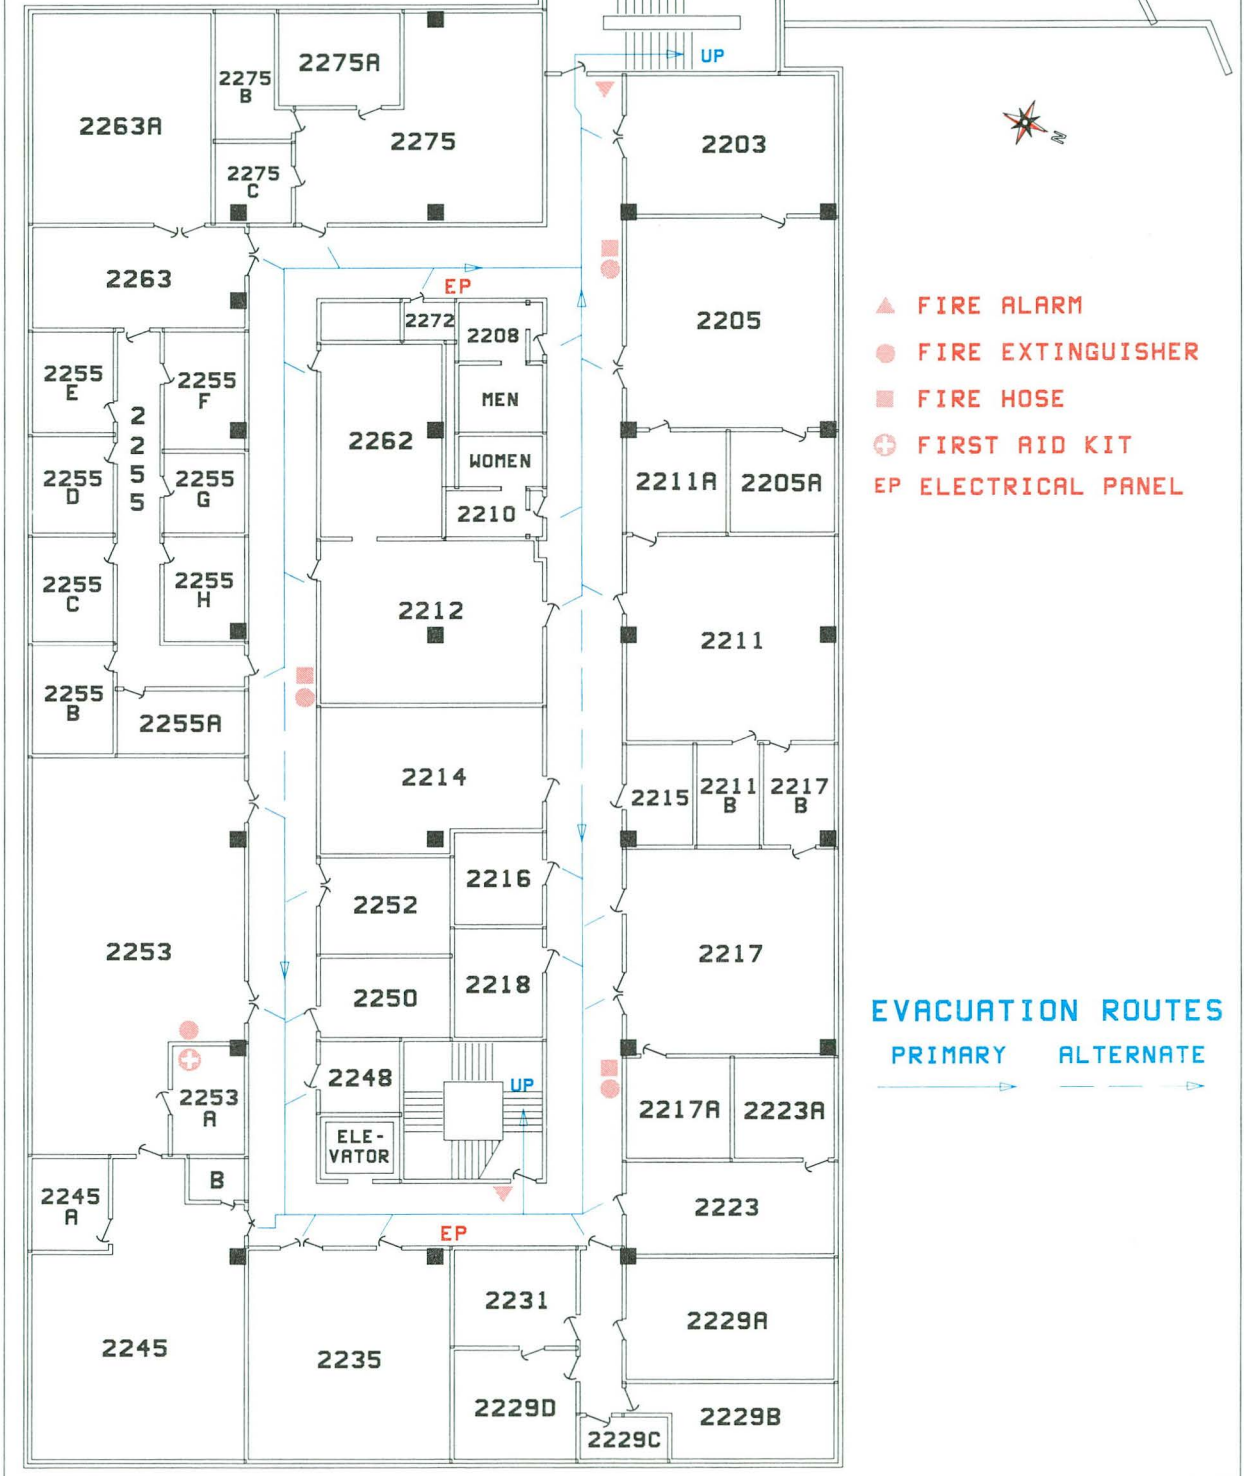 UP
2275A
2275
B
2263A
2275
2203
2275
C
N
2263
EP
2272
2208
2205
FIRE ALARM
FIRE EXTINGUISHER
FIRE HOSE
FIRST AID KIT
EP ELECTRICAL PANEL
2255
E
2255
F
MEN
2
2
5
5
2262
WOMEN
2255
D
2255
G
2211A
2205A
2210
2255
C
2255
H
2212
2211
2255
B
2255A
2214
2215
2211
B
2217
B
2216
2252
2253
2217
2218
2250
EVACUATION ROUTES
PRIMARY ALTERNATE
2248
UP
2253
A
2217A
2223A
ELE-
VATOR
B
2245
A
2223
EP
2231
2229A
2245
2235
2229D
2229B
2229C